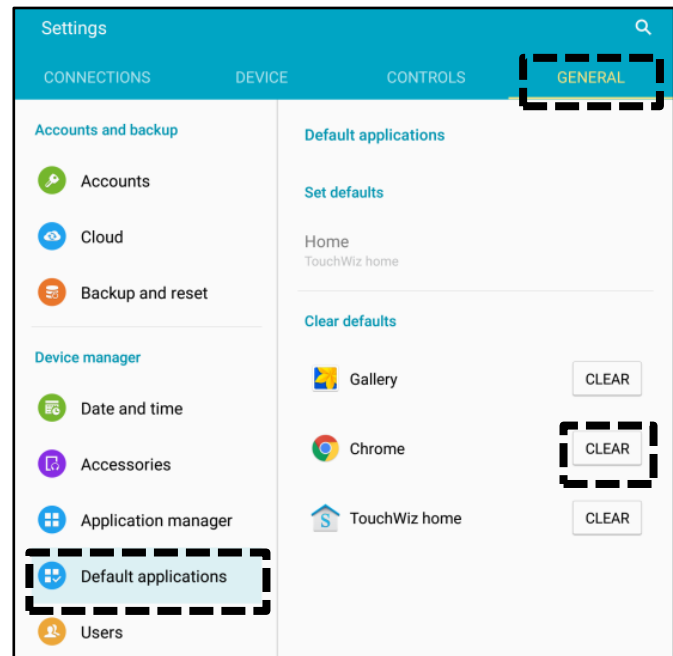 Settings
CONNECTIONS DEVICE CONTROLS GENERAL
Accounts and backup
Accounts
Cloud
Backup and reset
Device manager
Date and time
Accessories
Application manager
Default applications
Users
Default applications
Set defaults
Home
TouchWiz home
Clear defaults
Gallery CLEAR
Chrome CLEAR
S TouchWiz home CLEAR